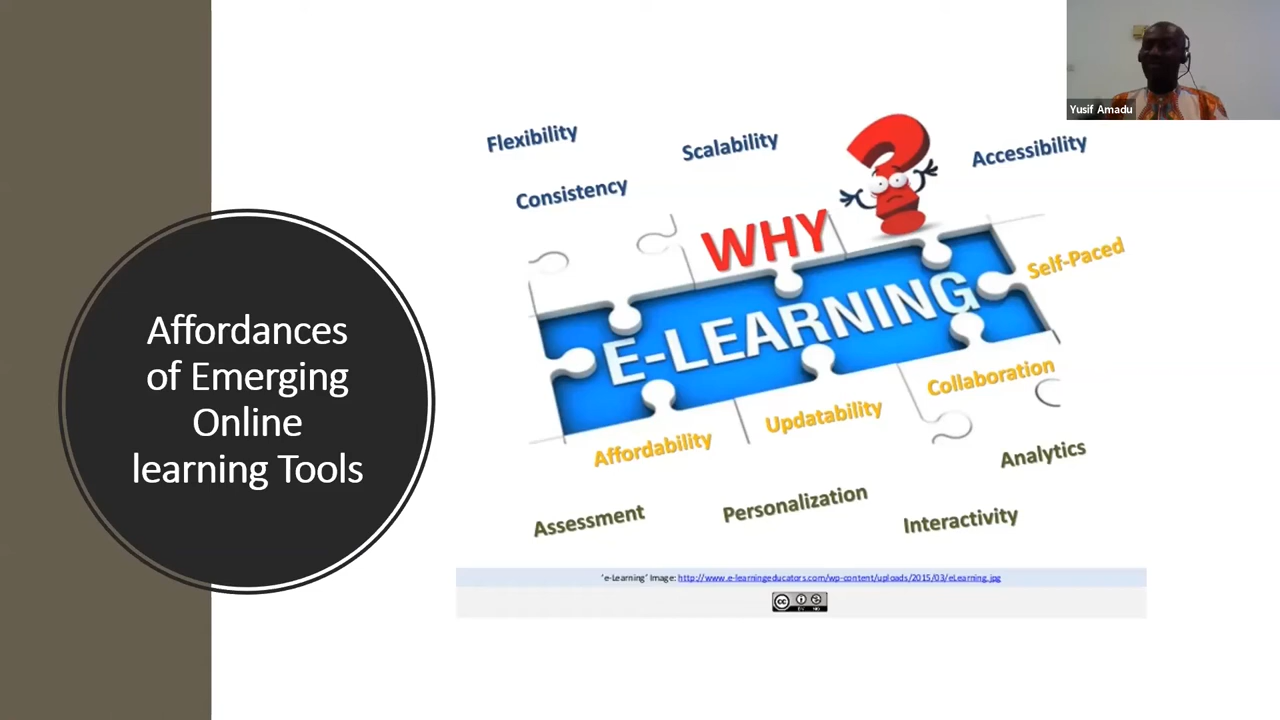 Yusif Amadu
Flexibility
Scalability
Accessibility
Consistency
WHY
?
Self-Paced
E-LEARNING
Affordances
of Emerging
Online
learning Tools
Collaboration
Updatability
Affordability
Analytics
Personalization
Assessment
Interactivity
'e-Learning' Image: http://www.e-learningeducators.com/wp-content/uploads/2015/03/eLearning.jpg
cc